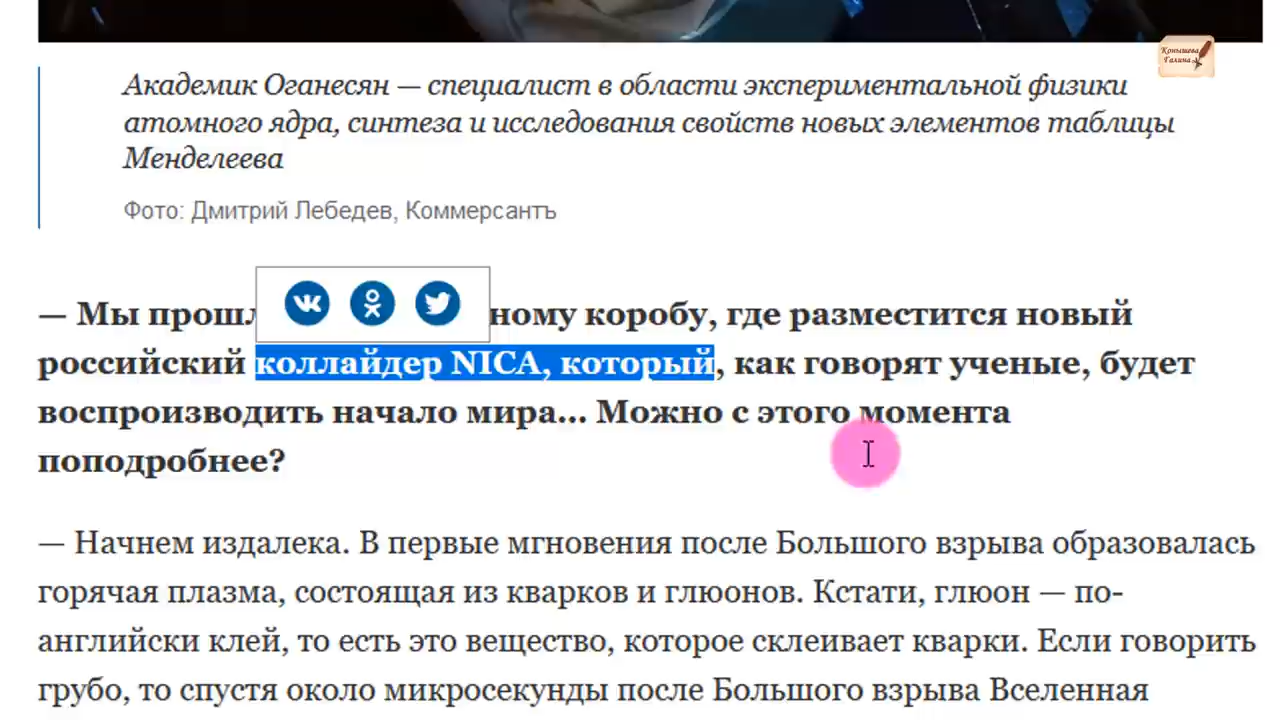 Конышева
Галина
Академик Оганесян — специалист в области экспериментальной физики
атомного ядра, синтеза и исследования свойств новых элементов таблицы
Менделеева
Фото: Дмитрий Лебедев, Коммерсантъ
— Мы прошл ному коробу, где разместится новый
российский коллайдер NICA, который, как говорят ученые, будет
воспроизводить начало мира... Можно с этого момента
поподробнее?
— Начнем издалека. В первые мгновения после Большого взрыва образовалась
горячая плазма, состоящая из кварков и глюонов. Кстати, глюон — по-
английски клей, то есть это вещество, которое склеивает кварки. Если говорить
грубо, то спустя около микросекунды после Большого взрыва Вселенная